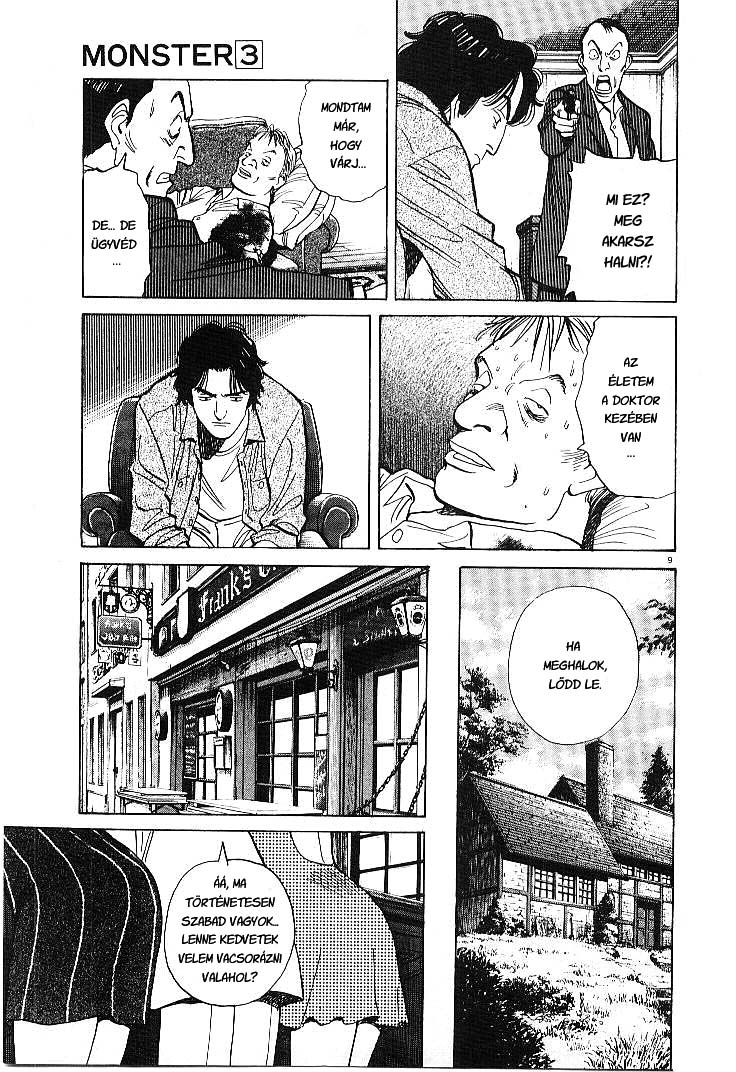 MONSTER 3
MI EZ?
MEG
AKARSZ
HALNI?!
MONDTAM
MÁR,
HOGY
VÁRJ...
DE... DE
ÜGYVÉD
...
AZ
ÉLETEM
A DOKTOR
KEZÉBEN
VAN
...
9
HA
MEGHALOK,
LŐDD LE.
Frank's
Frank's
ÁÁ, MA
TÖRTÉNETESEN
SZABAD VAGYOK...
LENNE KEDVETEK
VELEM VACSORÁZNI
VALAHOL?